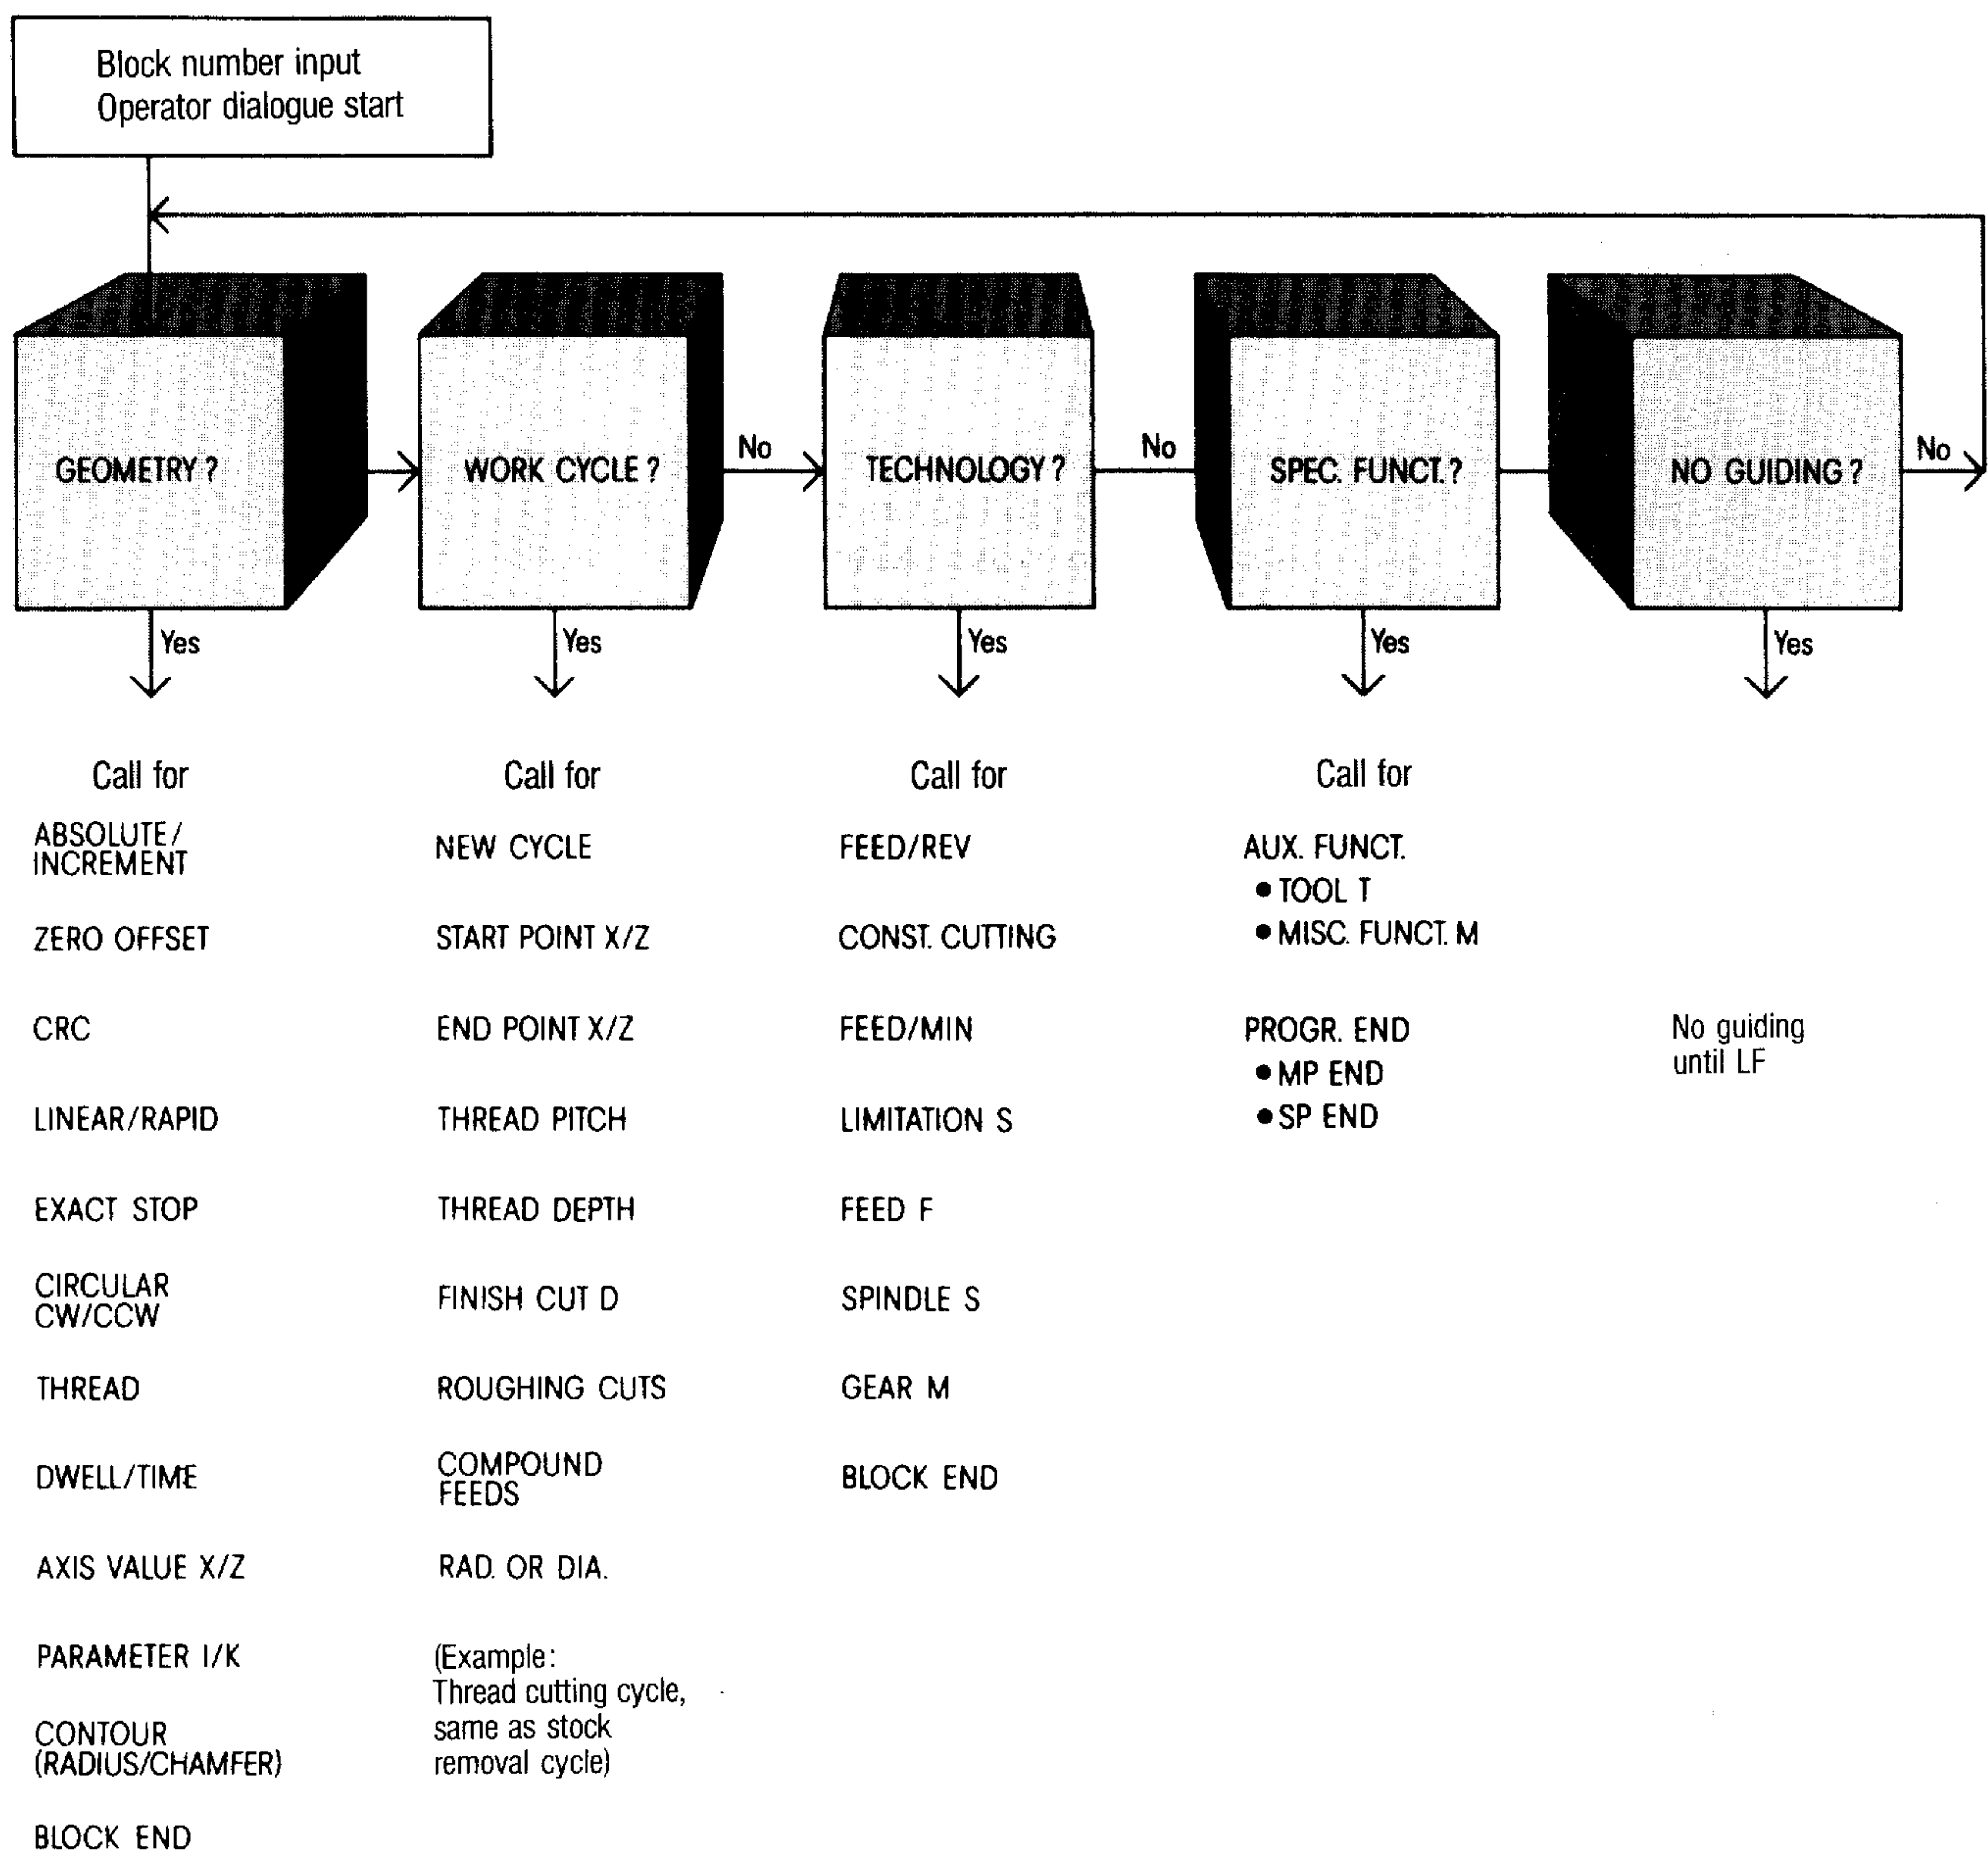 Block number input
Operator dialogue start
GEOMETRY ?
WORK CYCLE ?
No
TECHNOLOGY ?
No
SPEC. FUNCT. ?
NO GUIDING ?
No
Yes
Yes
Yes
Yes
Yes
Call for
ABSOLUTE/
INCREMENT
ZERO OFFSET
CRC
LINEAR/RAPID
EXACT STOP
CIRCULAR
CW/CCW
THREAD
DWELL/TIME
AXIS VALUE X/Z
PARAMETER I/K
CONTOUR
(RADIUS/CHAMFER)
BLOCK END
Call for
NEW CYCLE
START POINT X/Z
END POINT X/Z
THREAD PITCH
THREAD DEPTH
FINISH CUT D
ROUGHING CUTS
COMPOUND
FEEDS
RAD. OR DIA.
(Example:
Thread cutting cycle,
same as stock
removal cycle)
Call for
FEED/REV
CONST. CUTTING
FEED/MIN
LIMITATION S
FEED F
SPINDLE S
GEAR M
BLOCK END
Call for
AUX. FUNCT.
● TOOL T
● MISC. FUNCT. M
PROGR. END
● MP END
● SP END
No guiding
until LF